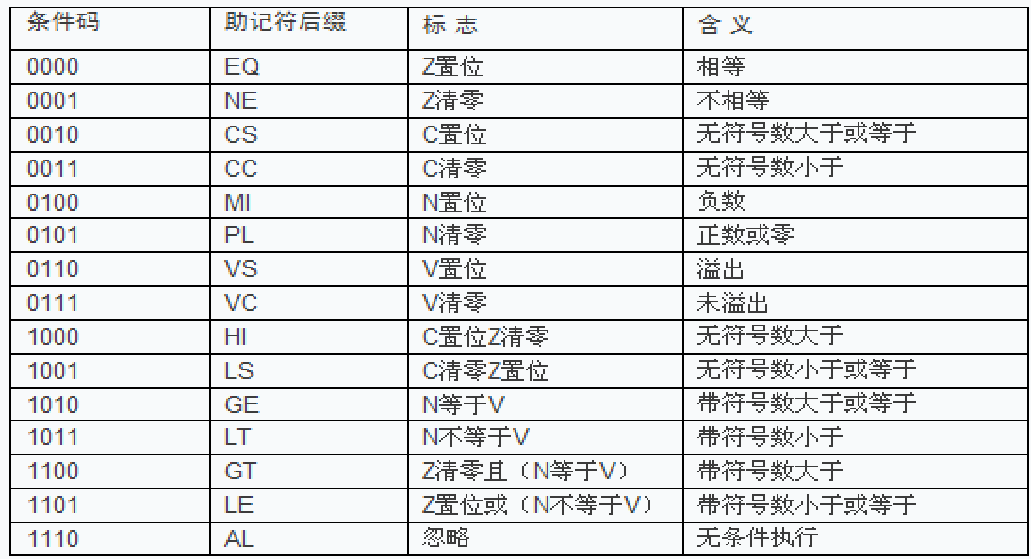 条件码 助记符后缀 标 志 含 义
0000 EQ Z置位 相等
0001 NE Z清零 不相等
0010 CS C置位 无符号数大于或等于
0011 CC C清零 无符号数小于
0100 MI N置位 负数
0101 PL N清零 正数或零
0110 VS V置位 溢出
0111 VC V清零 未溢出
1000 HI C置位Z清零 无符号数大于
1001 LS C清零Z置位 无符号数小于或等于
1010 GE N等于V 带符号数大于或等于
1011 LT N不等于V 带符号数小于
1100 GT Z清零且（N等于V） 带符号数大于
1101 LE Z置位或（N不等于V） 带符号数小于或等于
1110 AL 忽略 无条件执行